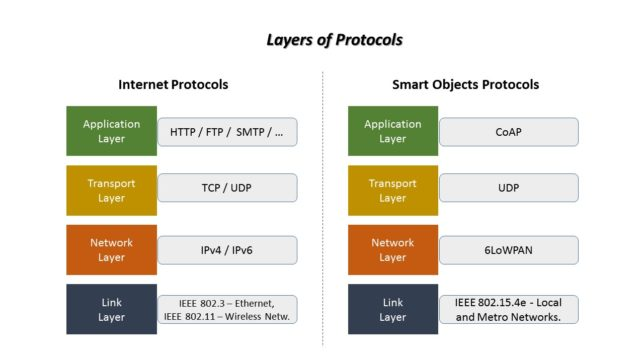 Layers of Protocols
Internet Protocols
Application
Layer
HTTP / FTP / SMTP / ...
Transport
Layer
TCP / UDP
Network
Layer
IPv4 / IPv6
Link
Layer
IEEE 802.3 – Ethernet,
IEEE 802.11 – Wireless Netw.
Smart Objects Protocols
Application
Layer
CoAP
Transport
Layer
UDP
Network
Layer
6LoWPAN
Link
Layer
IEEE 802.15.4e - Local
and Metro Networks.